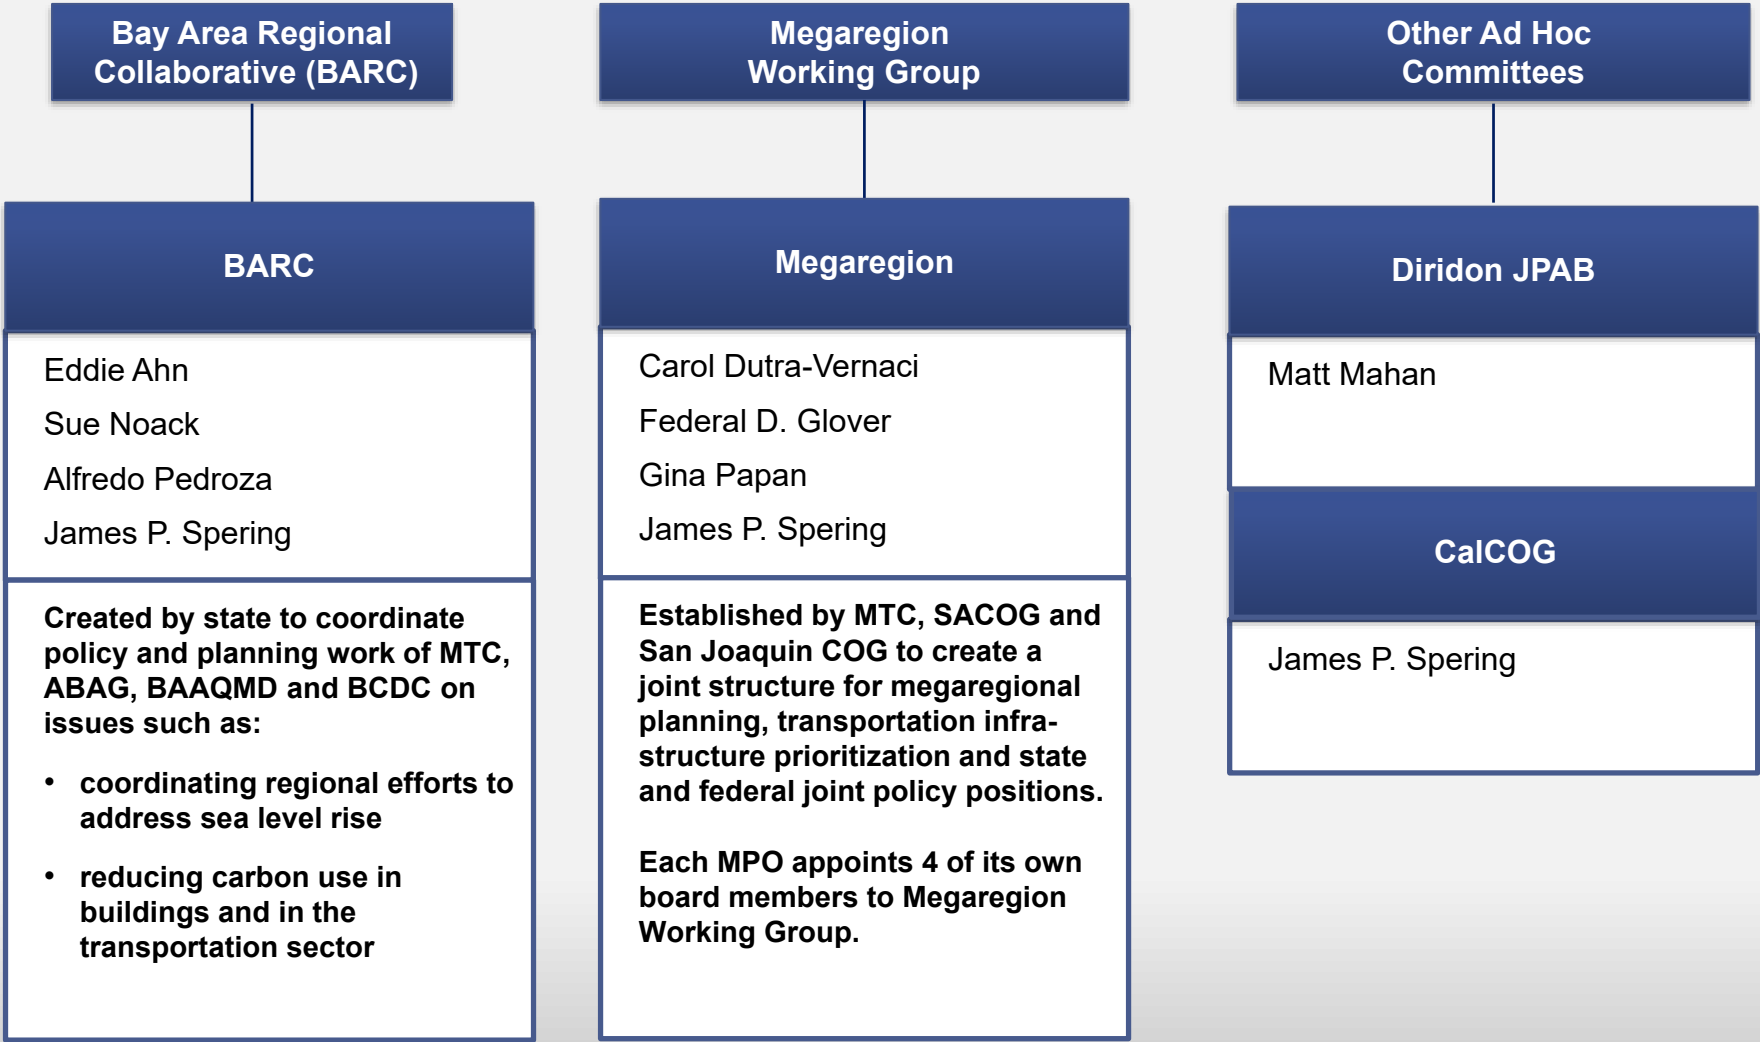 Bay Area Regional
Collaborative (BARC)
BARC
Eddie Ahn
Sue Noack
Alfredo Pedroza
James P. Spering
Created by state to coordinate
policy and planning work of MTC,
ABAG, BAAQMD and BCDC on
issues such as:
• coordinating regional efforts to
address sea level rise
• reducing carbon use in
buildings and in the
transportation sector
Megaregion
Working Group
Megaregion
Carol Dutra-Vernaci
Federal D. Glover
Gina Papan
James P. Spering
Established by MTC, SACOG and
San Joaquin COG to create a
joint structure for megaregional
planning, transportation infra-
structure prioritization and state
and federal joint policy positions.
Each MPO appoints 4 of its own
board members to Megaregion
Working Group.
Other Ad Hoc
Committees
Diridon JPAB
Matt Mahan
CalCOG
James P. Spering